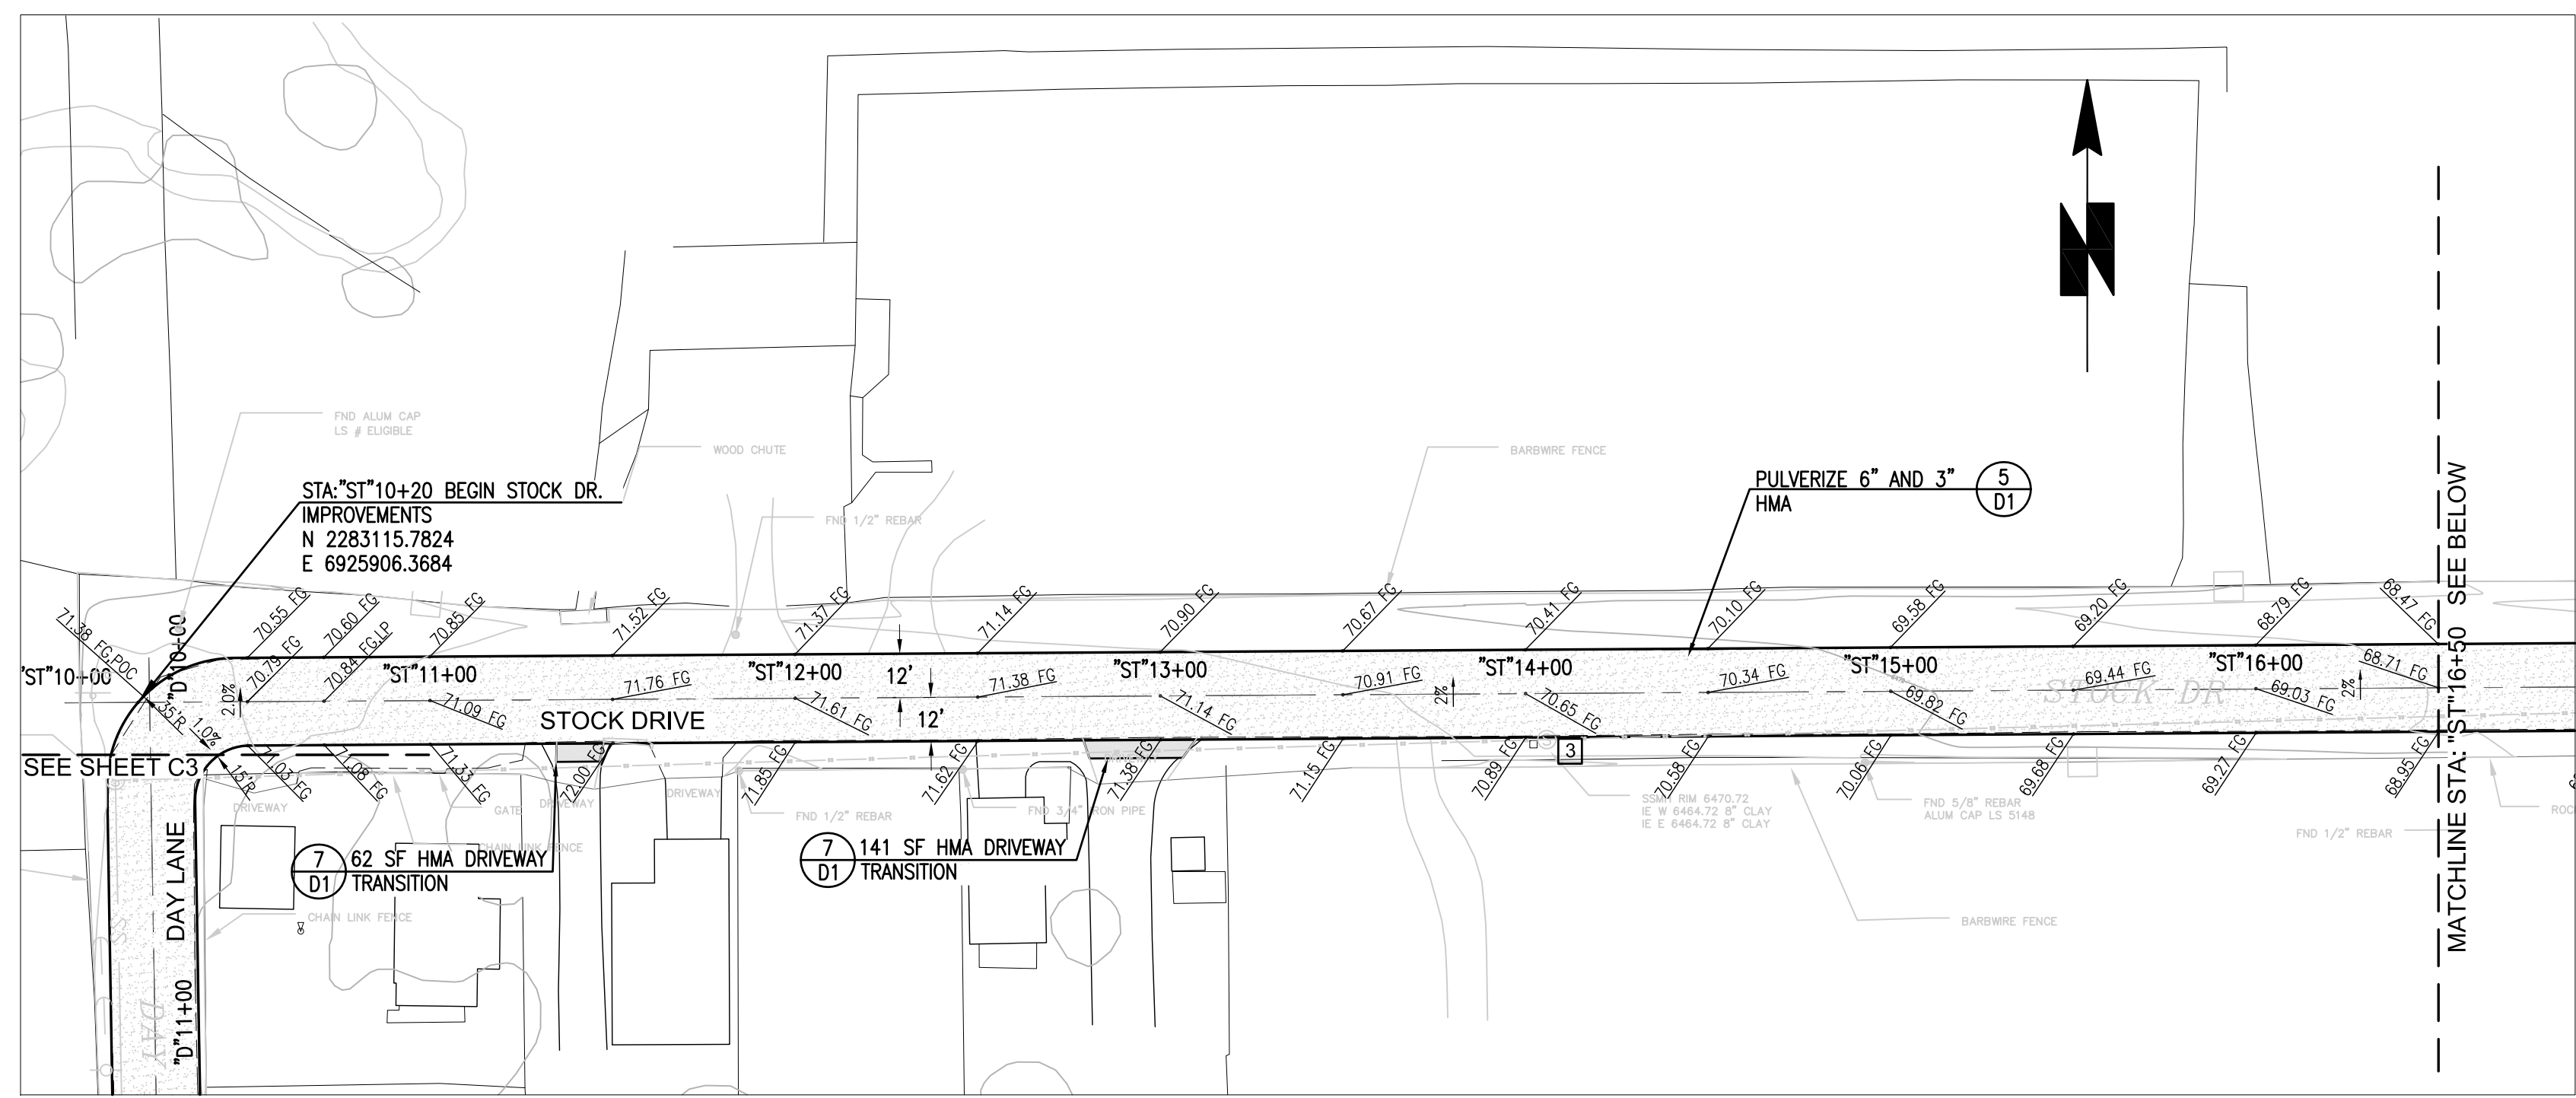 FND ALUM CAP
LS # ELIGIBLE
WOOD CHUTE
BARBWIRE FENCE
STA:"ST"10+20 BEGIN STOCK DR.
IMPROVEMENTS
N 2283115.7824
E 6925906.3684
FND 1/2" REBAR
PULVERIZE 6" AND 3"
HMA
5
D1
MATCHLINE STA: "ST"16+50 SEE BELOW
71.38 FG,POC
70.55 FG
70.60 FG
70.85 FG
71.52 FG
71.37 FG
71.14 FG
70.90 FG
70.67 FG
70.41 FG
70.10 FG
69.58 FG
69.20 FG
68.79 FG
68.47 FG
"ST"10+00
"D"10+00
"ST"11+00
"ST"12+00
"ST"13+00
"ST"14+00
"ST"15+00
"ST"16+00
70.79 FG
70.84 FG,LP
71.09 FG
71.76 FG
71.61 FG
71.38 FG
71.14 FG
70.91 FG
70.65 FG
70.34 FG
69.82 FG
69.44 FG
69.03 FG
68.71 FG
35'R
1.0%
2.0%
12'
12'
2%
2%
STOCK DRIVE
STOCK DR
SEE SHEET C3
15'R
71.03 FG
71.08 FG
71.33 FG
72.00 FG
71.85 FG
71.62 FG
71.38 FG
71.15 FG
70.89 FG
70.58 FG
70.06 FG
69.68 FG
69.27 FG
68.95 FG
3
DRIVEWAY
GATE
DRIVEWAY
DRIVEWAY
FND 1/2" REBAR
FND 3/4" IRON PIPE
SSMH RIM 6470.72
IE W 6464.72 8" CLAY
IE E 6464.72 8" CLAY
FND 5/8" REBAR
ALUM CAP LS 5148
FND 1/2" REBAR
ROC
CHAIN LINK FENCE
7
D1
62 SF HMA DRIVEWAY
TRANSITION
7
D1
141 SF HMA DRIVEWAY
TRANSITION
CHAIN LINK FENCE
BARBWIRE FENCE
DAY LANE
SS
DAY
"D"11+00
N